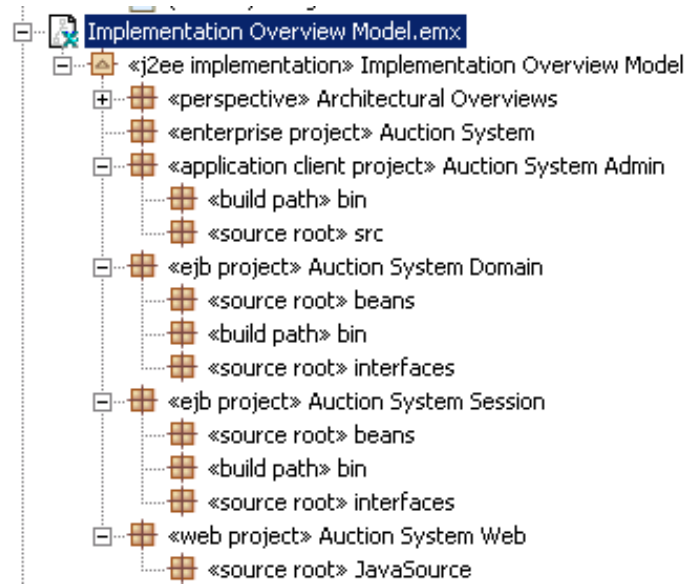 Implementation Overview Model.emx
«j2ee implementation» Implementation Overview Model
«perspective» Architectural Overviews
«enterprise project» Auction System
«application client project» Auction System Admin
«build path» bin
«source root» src
«ejb project» Auction System Domain
«source root» beans
«build path» bin
«source root» interfaces
«ejb project» Auction System Session
«source root» beans
«build path» bin
«source root» interfaces
«web project» Auction System Web
«source root» JavaSource